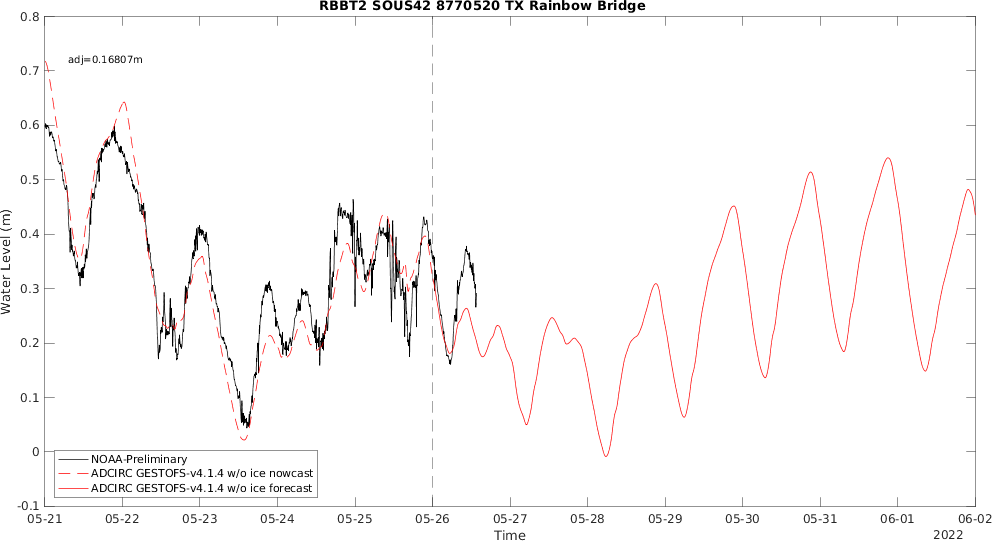 RBBT2 SOUS42 8770520 TX Rainbow Bridge
adj=0.16807m
0.8
0.7
0.6
0.5
0.4
0.3
0.2
0.1
0
-0.1
Water Level (m)
NOAA-Preliminary
ADCIRC GESTOFS-v4.1.4 w/o ice nowcast
ADCIRC GESTOFS-v4.1.4 w/o ice forecast
05-21 05-22 05-23 05-24 05-25 05-26 05-27 05-28 05-29 05-30 05-31 06-01 06-02
Time
2022